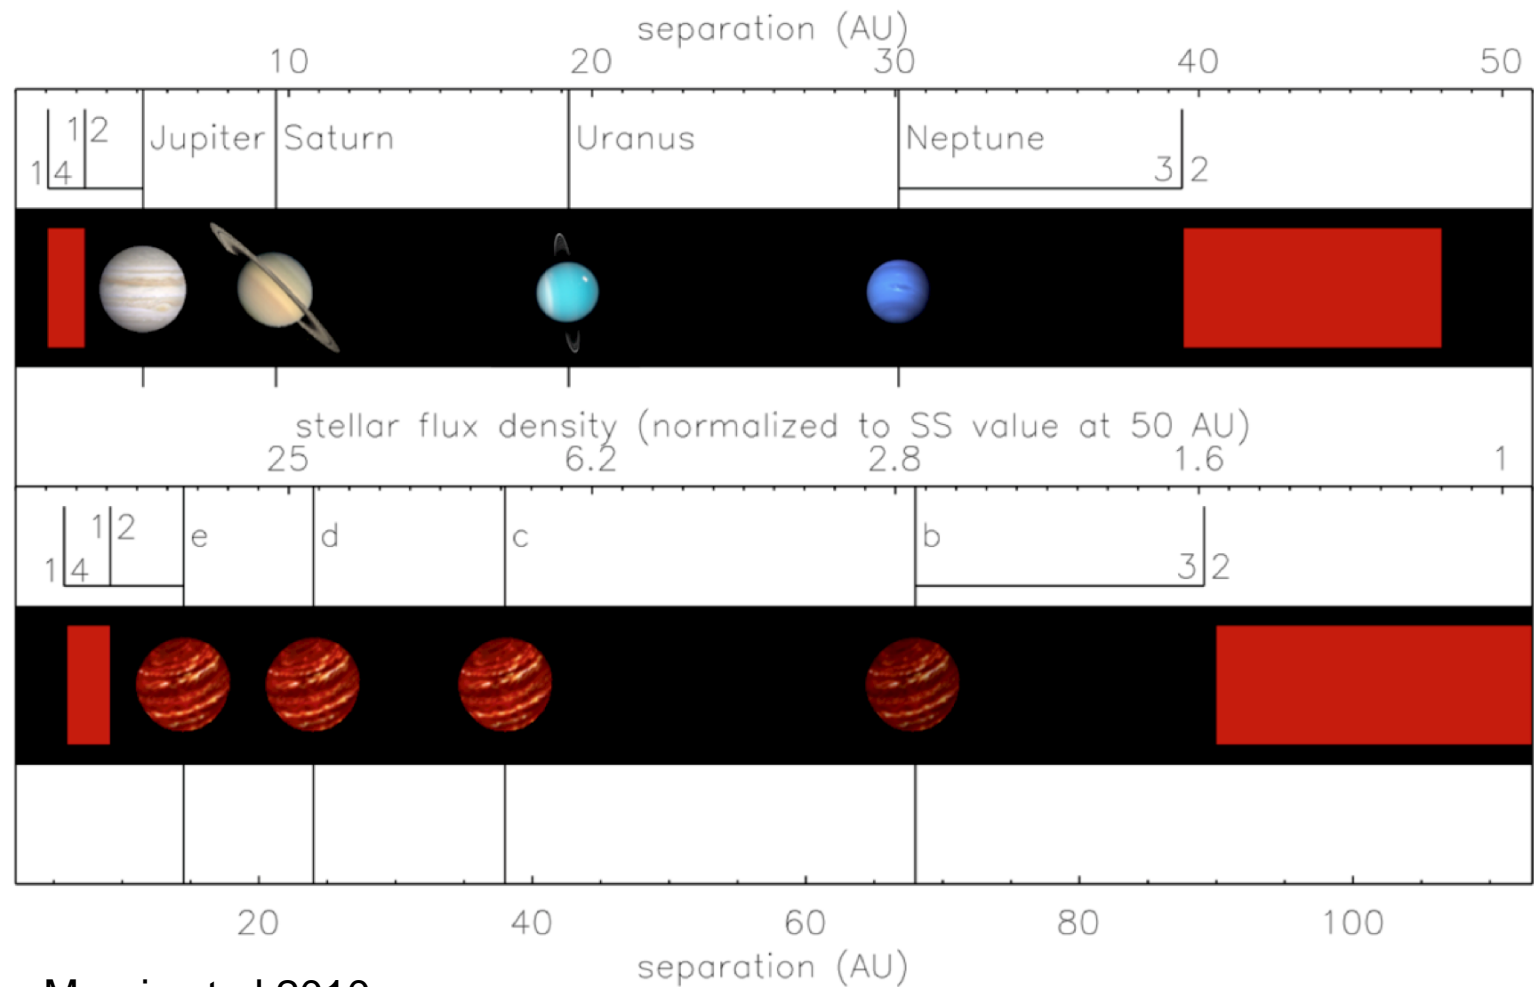 separation (AU)
10 20 30 40 50
1|2 Jupiter Saturn Uranus Neptune
1|4 3|2
stellar flux density (normalized to SS value at 50 AU)
25 6.2 2.8 1.6 1
1|2 e d c b
1|4 3|2
20 40 60 80 100
separation (AU)